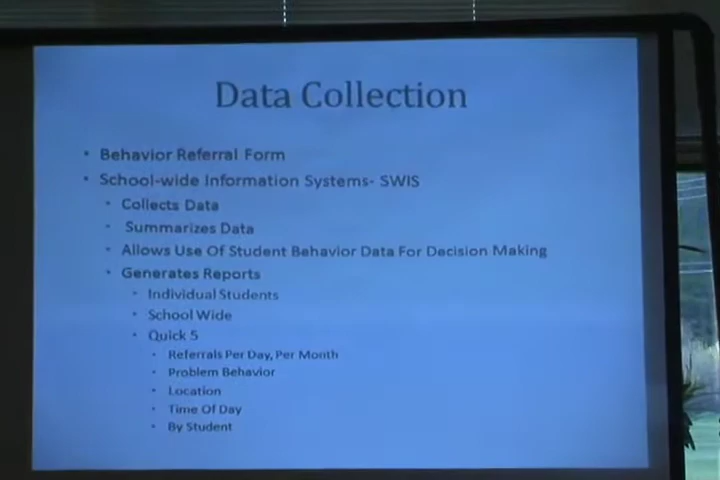 Data Collection
• Behavior Referral Form
• School-wide Information Systems- SWIS
• Collects Data
• Summarizes Data
• Allows Use Of Student Behavior Data For Decision Making
• Generates Reports
• Individual Students
• School Wide
• Quick 5
• Referrals Per Day, Per Month
• Problem Behavior
• Location
• Time Of Day
• By Student